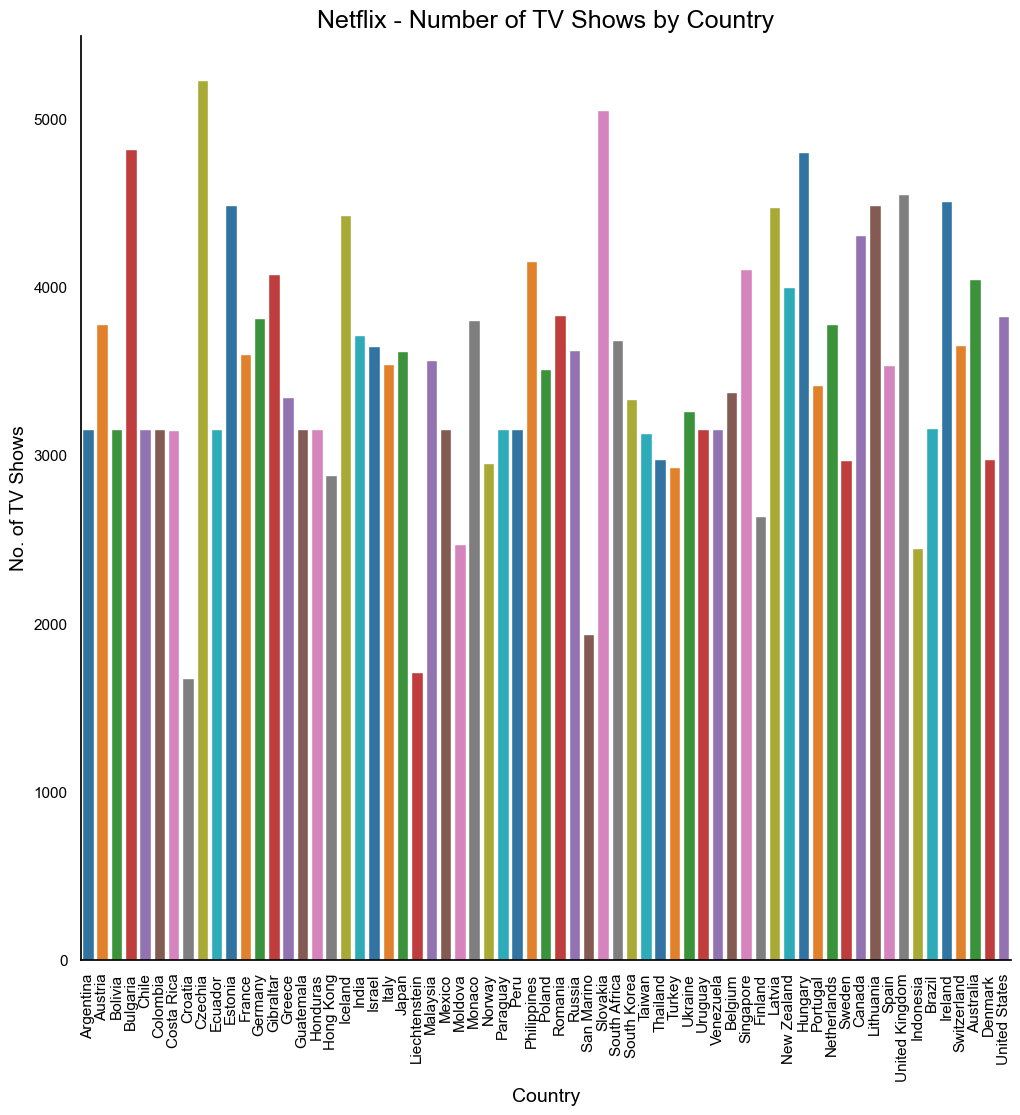 Netflix - Number of TV Shows by Country
No. of TV Shows
5000
4000
3000
2000
1000
0
Argentina
Austria
Bolivia
Bulgaria
Chile
Colombia
Costa Rica
Croatia
Czechia
Ecuador
Estonia
France
Germany
Gibraltar
Greece
Guatemala
Honduras
Hong Kong
Iceland
India
Israel
Italy
Japan
Liechtenstein
Malaysia
Mexico
Moldova
Monaco
Norway
Paraguay
Peru
Philippines
Poland
Romania
Russia
San Marino
Slovakia
South Africa
South Korea
Taiwan
Thailand
Turkey
Ukraine
Uruguay
Venezuela
Belgium
Singapore
Finland
Latvia
New Zealand
Hungary
Portugal
Netherlands
Sweden
Canada
Lithuania
Spain
United Kingdom
Indonesia
Brazil
Ireland
Switzerland
Australia
Denmark
United States
Country